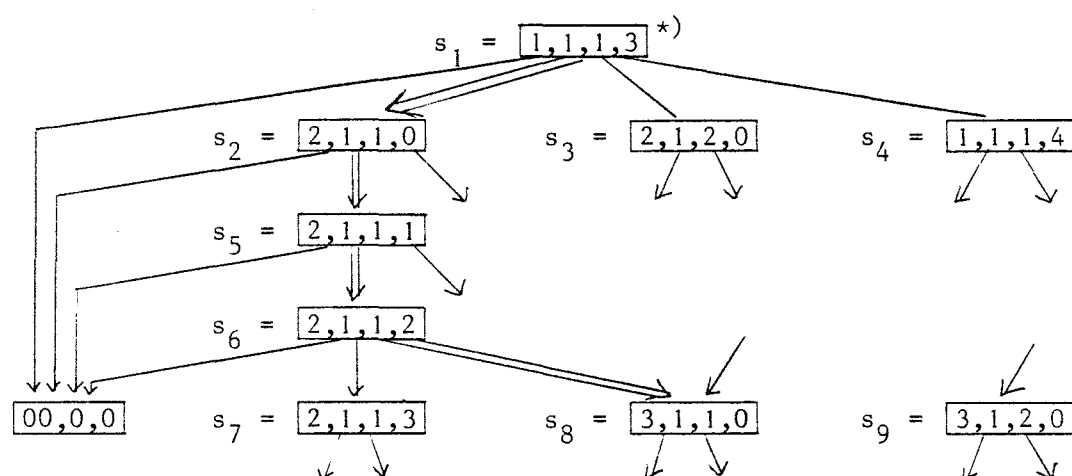 s1 = 1,1,1,3 *)
s2 = 2,1,1,0 s3 = 2,1,2,0 s4 = 1,1,1,4
s5 = 2,1,1,1
s6 = 2,1,1,2
00,0,0 s7 = 2,1,1,3 s8 = 3,1,1,0 s9 = 3,1,2,0